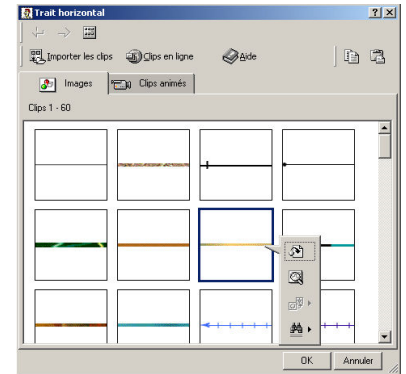 Trait horizontal
Importer les clips Clips en ligne Aide
Images Clips animés
Clips 1 - 60
OK Annuler